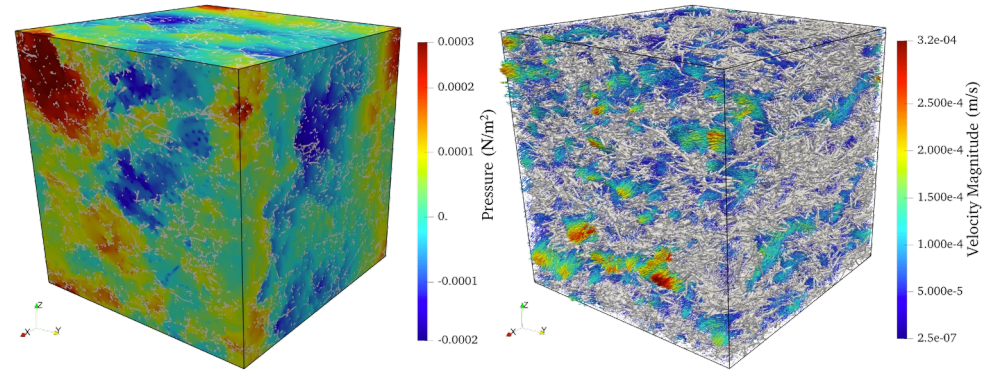 0.0003
0.0002
0.0001
0.
-0.0001
-0.0002
Pressure (N/m²)
Z
X
Y
3.2e-04
2.500e-4
2.000e-4
1.500e-4
1.000e-4
5.000e-5
2.5e-07
Velocity Magnitude (m/s)
Z
X
Y